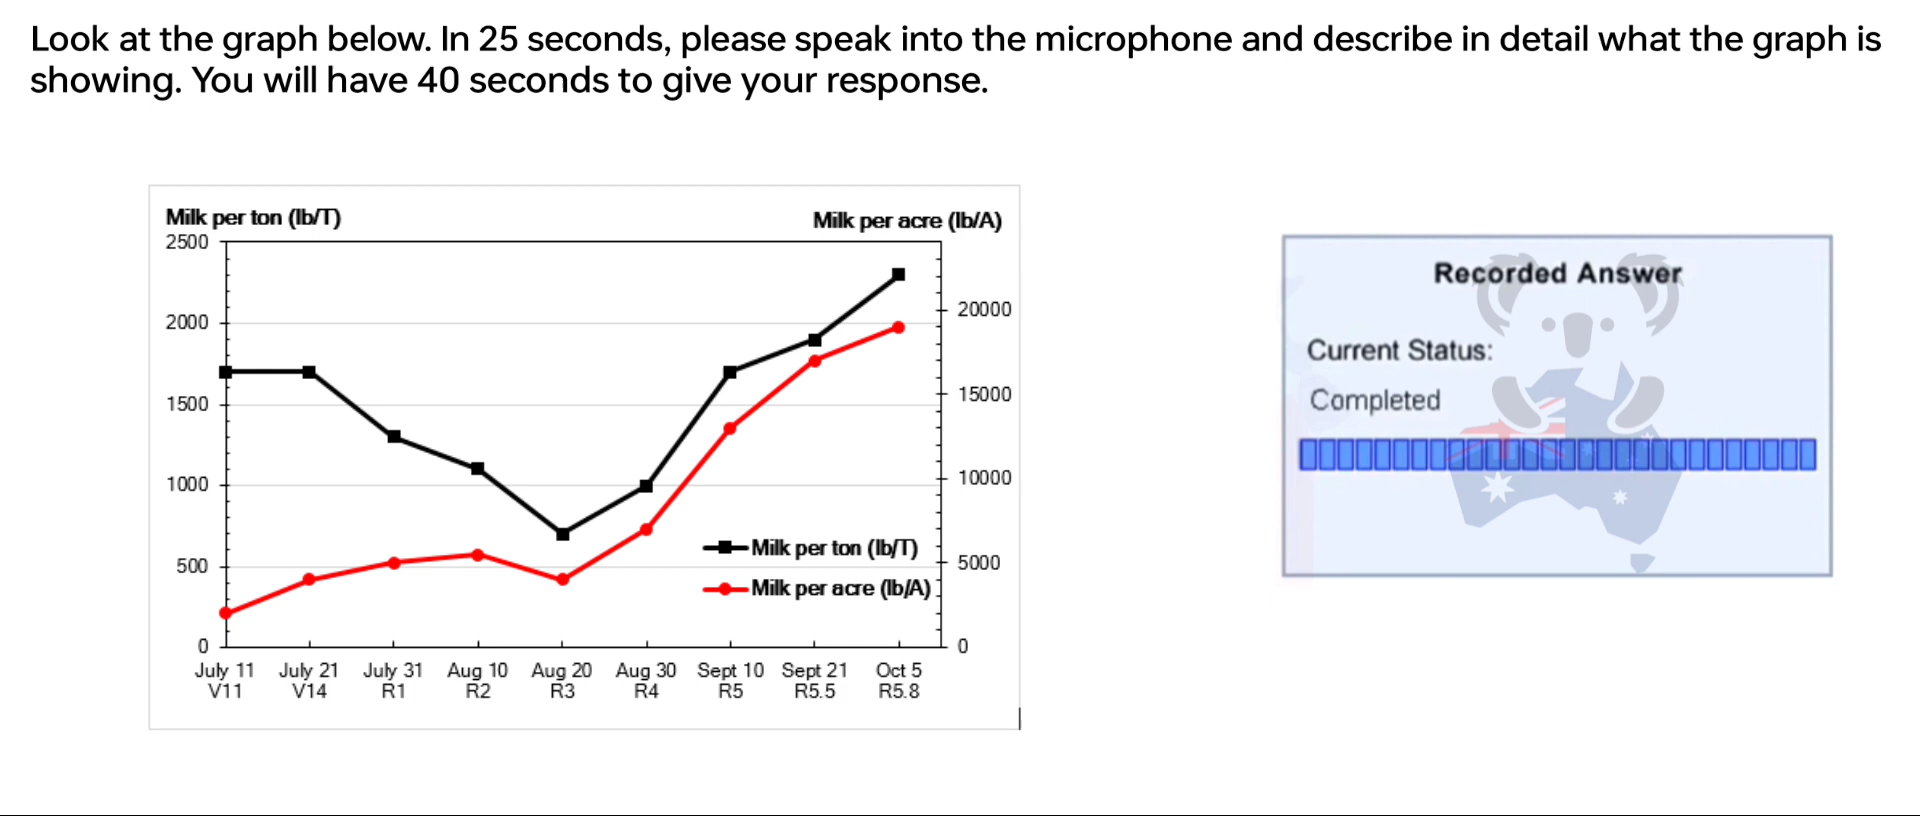 Look at the graph below. In 25 seconds, please speak into the microphone and describe in detail what the graph is
showing. You will have 40 seconds to give your response.
Milk per ton (lb/T)
Milk per acre (lb/A)
2500
2000
1500
1000
500
0
20000
15000
10000
5000
0
Milk per ton (lb/T)
Milk per acre (lb/A)
July 11 July 21 July 31 Aug 10 Aug 20 Aug 30 Sept 10 Sept 21 Oct 5
V11 V14 R1 R2 R3 R4 R5 R5.5 R5.8
Recorded Answer
Current Status:
Completed